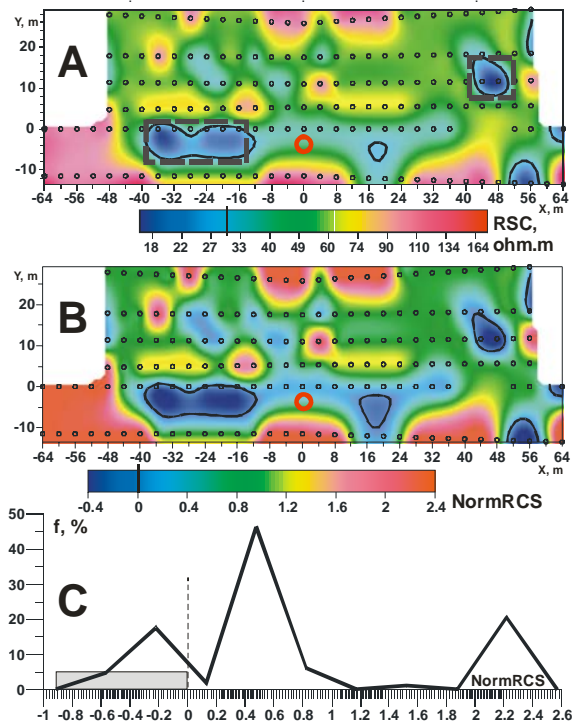 Y, m
A
20
10
0
-10
-64 -56 -48 -40 -32 -24 -16 -8 0 8 16 24 32 40 48 56 64
X, m
18 22 27 33 40 49 60 74 90 110 134 164
RSC,
ohm.m
Y, m
B
20
10
0
-10
-64 -56 -48 -40 -32 -24 -16 -8 0 8 16 24 32 40 48 56 64
X, m
-0.4 0 0.4 0.8 1.2 1.6 2 2.4
NormRCS
f, %
C
50
40
30
20
10
0
NormRCS
-1 -0.8 -0.6 -0.4 -0.2 0 0.2 0.4 0.6 0.8 1 1.2 1.4 1.6 1.8 2 2.2 2.4 2.6